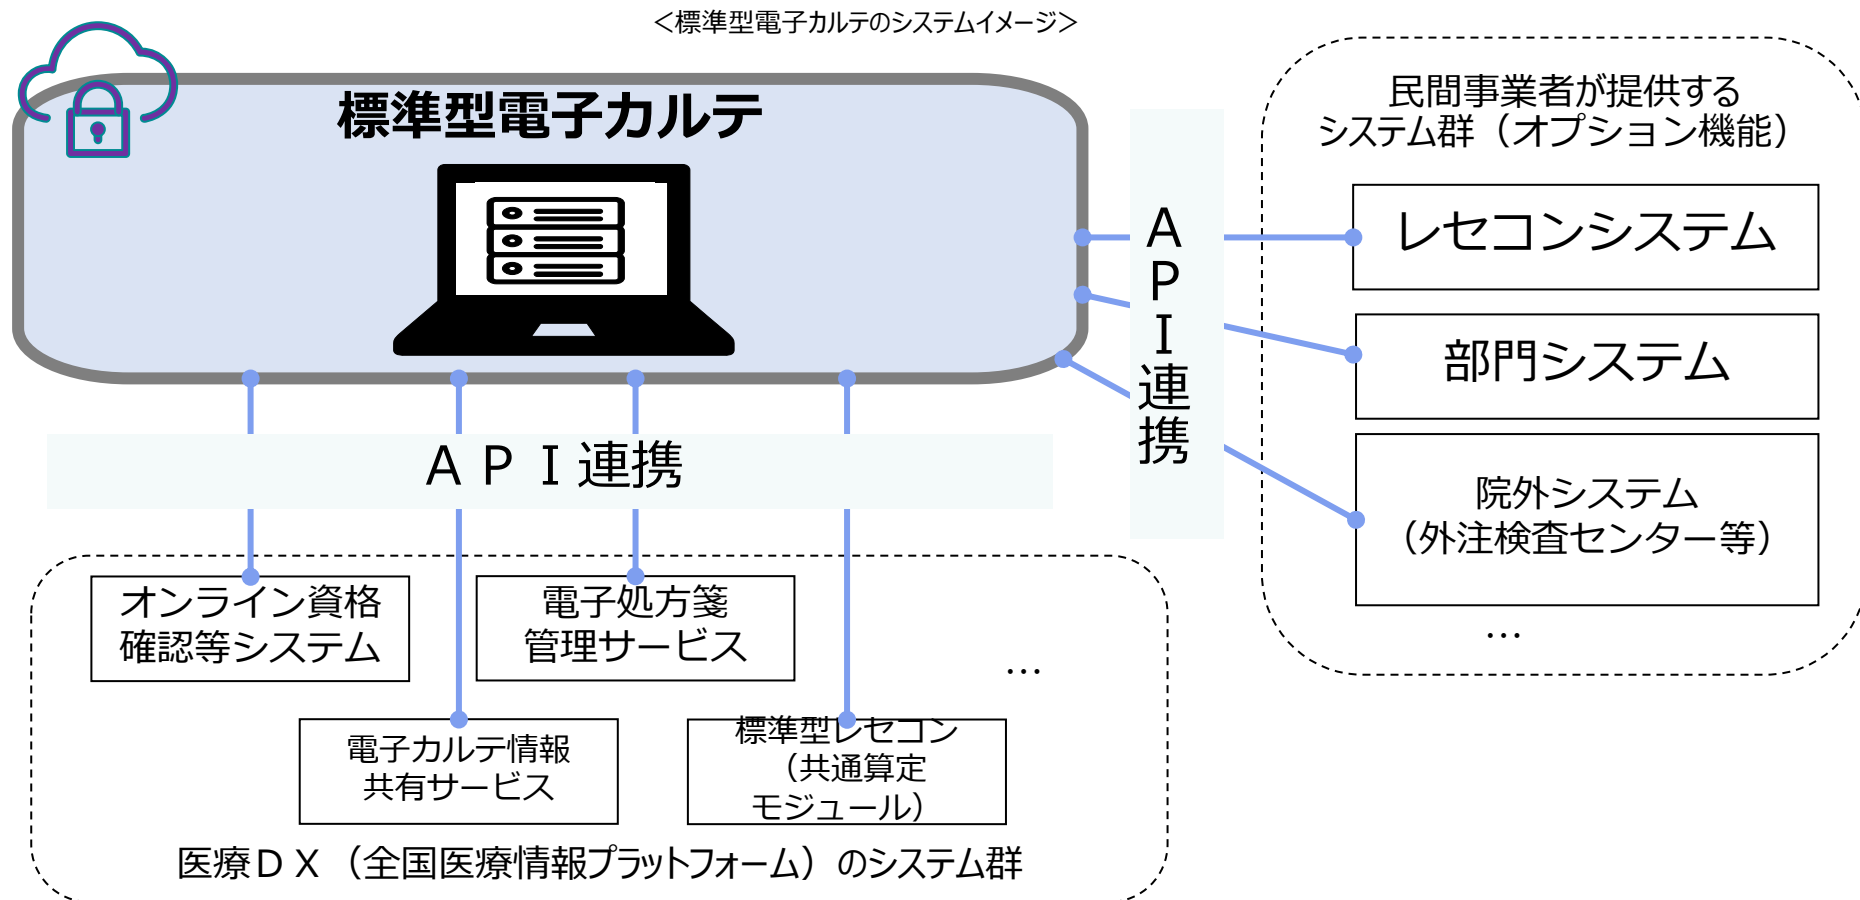 ＜標準型電子カルテのシステムイメージ＞
標準型電子カルテ
民間事業者が提供する
システム群（オプション機能）
レセコンシステム
部門システム
院外システム
（外注検査センター等）
…
ＡＰＩ連携
ＡＰＩ連携
オンライン資格
確認等システム
電子処方箋
管理サービス
…
電子カルテ情報
共有サービス
標準型レセコン
（共通算定
モジュール）
医療ＤＸ（全国医療情報プラットフォーム）のシステム群